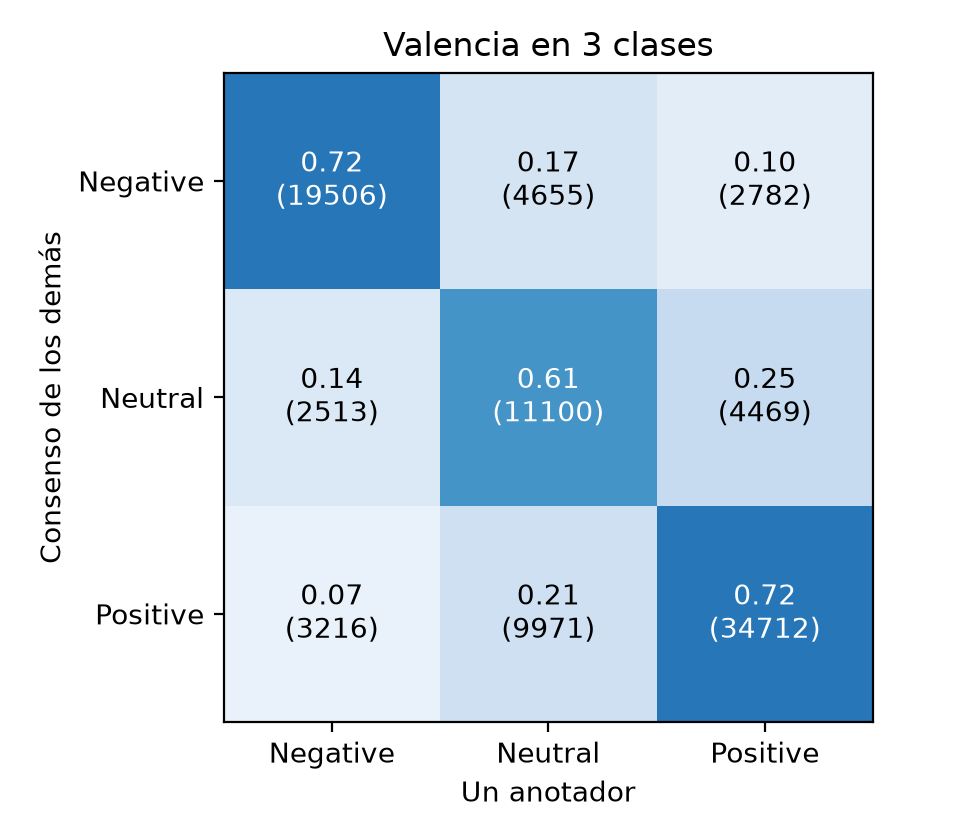 Valencia en 3 clases
Consenso de los demás
Negative
0.72
(19506)
0.17
(4655)
0.10
(2782)
Neutral
0.14
(2513)
0.61
(11100)
0.25
(4469)
Positive
0.07
(3216)
0.21
(9971)
0.72
(34712)
Negative
Neutral
Positive
Un anotador